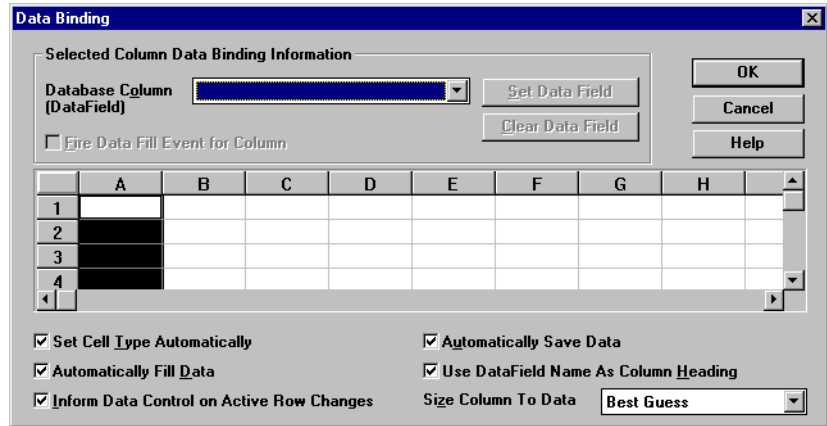 Data Binding
Selected Column Data Binding Information
Database Column
(DataField)
Set Data Field
Clear Data Field
Fire Data Fill Event for Column
OK
Cancel
Help
A B C D E F G H
1
2
3
4
Set Cell Type Automatically
Automatically Save Data
Automatically Fill Data
Use DataField Name As Column Heading
Inform Data Control on Active Row Changes
Size Column To Data
Best Guess